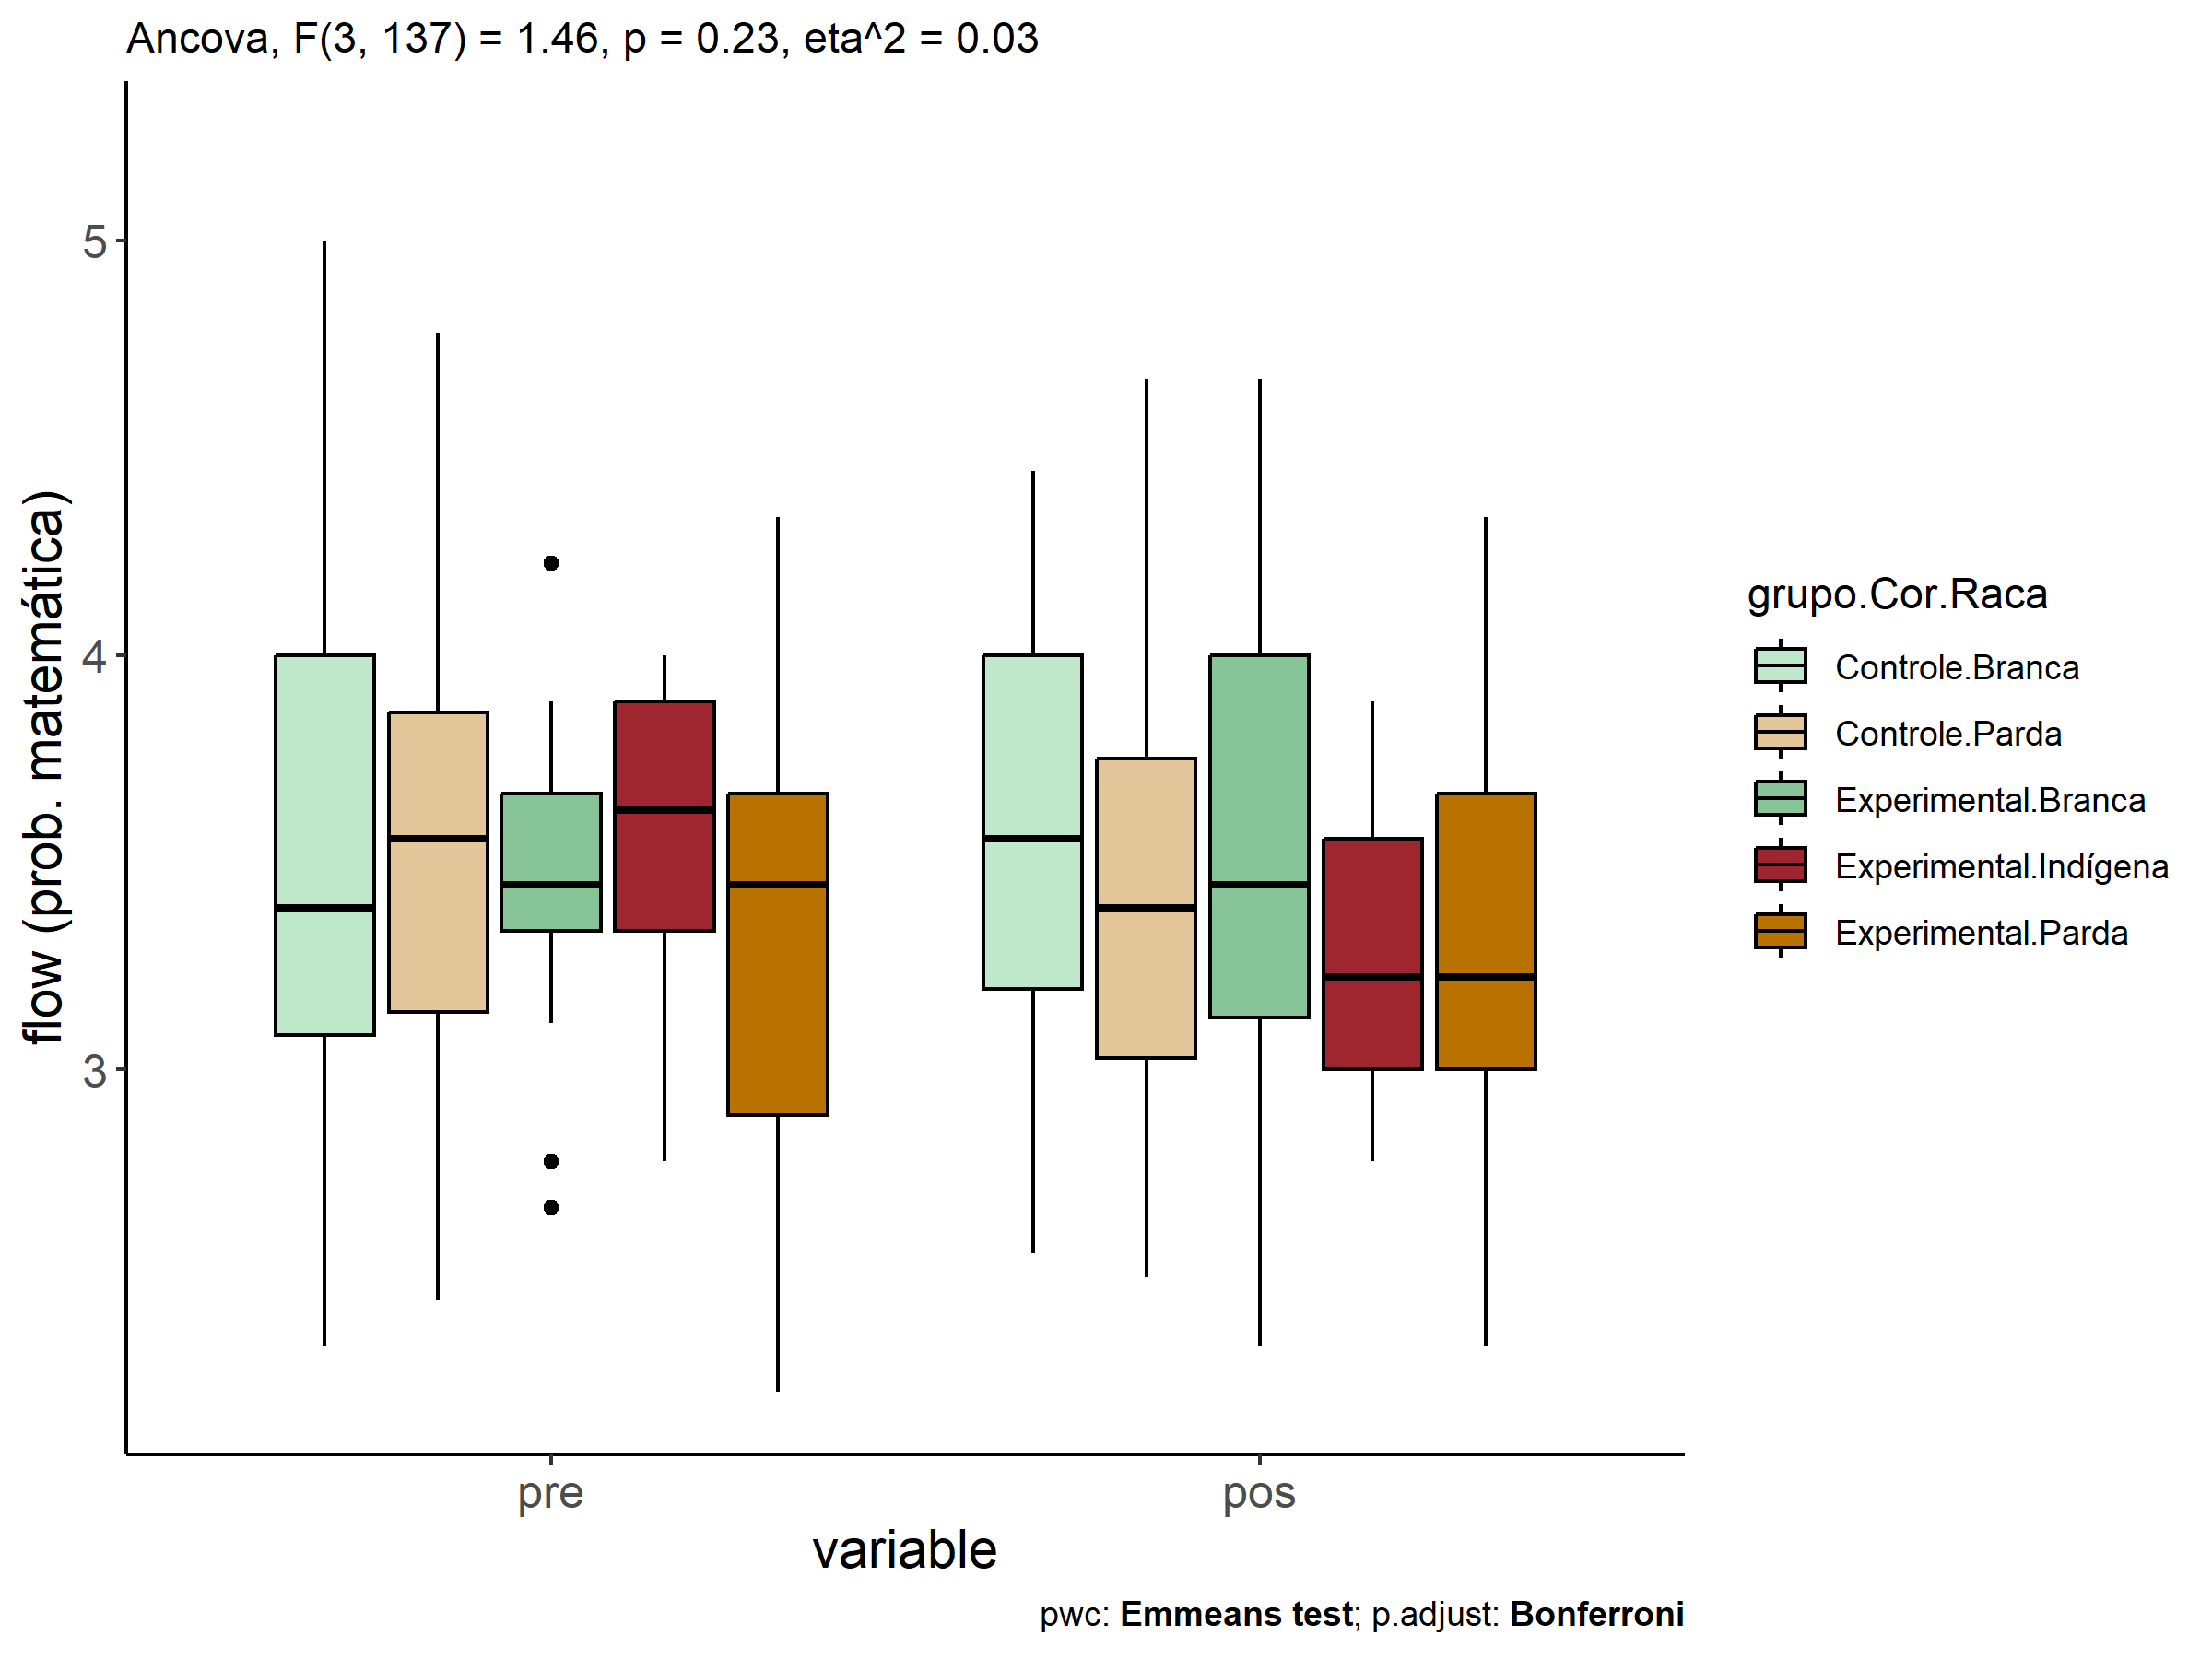 Ancova, F(3, 137) = 1.46, p = 0.23, eta^2 = 0.03
flow (prob. matemática)
5
4
3
pre
pos
variable
grupo.Cor.Raca
Controle.Branca
Controle.Parda
Experimental.Branca
Experimental.Indígena
Experimental.Parda
pwc: Emmeans test; p.adjust: Bonferroni